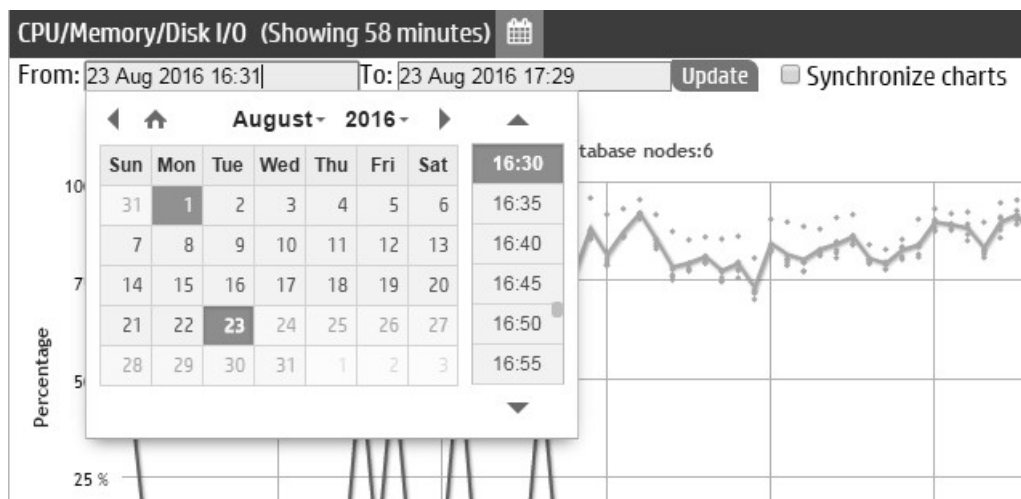 CPU/Memory/Disk I/O (Showing 58 minutes)
From: 23 Aug 2016 16:31 To: 23 Aug 2016 17:29 Update Synchronize charts
August 2016
Sun Mon Tue Wed Thu Fri Sat
31 1 2 3 4 5 6
7 8 9 10 11 12 13
14 15 16 17 18 19 20
21 22 23 24 25 26 27
28 29 30 31 1 2 3
16:30
16:35
16:40
16:45
16:50
16:55
tabase nodes:6
Percentage
10
7
5
25 %